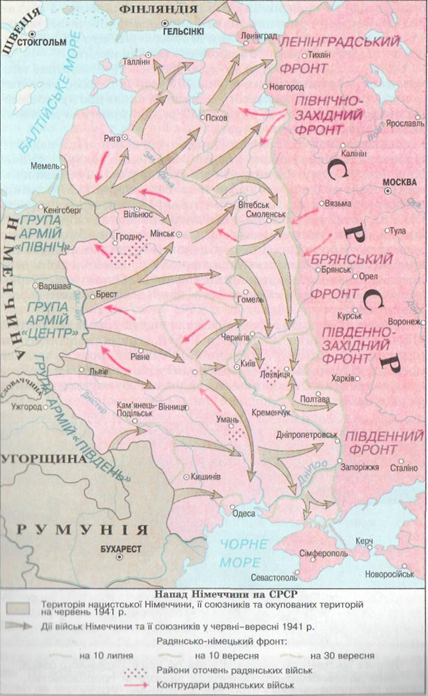 ФІНЛЯНДІЯ
ШВЕЦІЯ
СТОКГОЛЬМ
ГЕЛЬСІНКІ
Ленінград
ЛЕНІНГРАДСЬКИЙ
ФРОНТ
Тихвін
Таллінн
Новгород
БАЛТІЙСЬКЕ МОРЕ
Псков
ПІВНІЧНО-
ЗАХІДНИЙ
ФРОНТ
Ярославль
Рига
Калінін
МОСКВА
Мемель
Кенігсберг
Вільнюс
Вітебськ
Смоленськ
Вязьма
ГРУПА
АРМІЙ
"ПІВНІЧ"
НІМЕЧЧИНА
Гродно
Мінськ
Тула
СРСР
БРЯНСЬКИЙ
Брянськ
Орел
ФРОНТ
Варшава
Брест
Гомель
Курськ
Воронеж
ГРУПА
АРМІЙ
„ЦЕНТР"
ПІВДЕННО-
ЗАХІДНИЙ
ФРОНТ
Чернігів
Рівне
Київ
Лохвиця
Харків
Львів
СЛОВАЧЧИНА
Ужгород
ГРУПА АРМІЙ „ПІВДЕНЬ"
Дністер
Полтава
Кам'янець-
Подільськ
Вінниця
Умань
Кременчук
Дніпропетровськ
ПІВДЕННИЙ
ФРОНТ
УГОРЩИНА
Дніпро
Запоріжжя
Сталіно
Кишинів
Одеса
РУМУНІЯ
БУХАРЕСТ
ЧОРНЕ
МОРЕ
Керч
Сімферополь
Севастополь
Новоросійськ
Напад Німеччини на СРСР
Територія нацистської Німеччини, її союзників та окупованих територій
на червень 1941 р.
Дії військ Німеччини та її союзників у червні–вересні 1941 р.
Радянсько-німецький фронт:
на 10 липня
на 10 вересня
на 30 вересня
Райони оточень радянських військ
Контрудари радянських військ